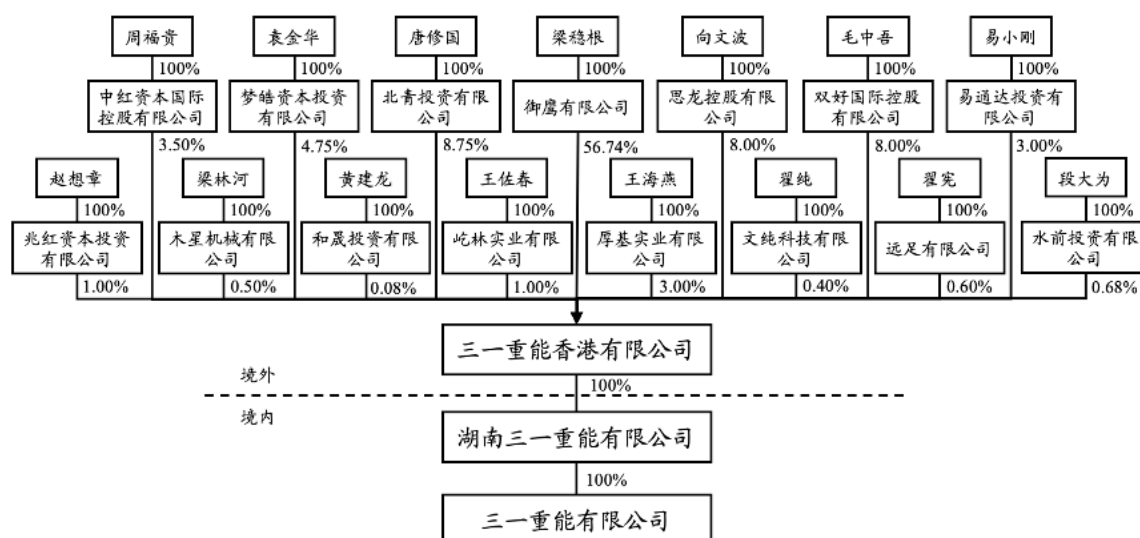 周福贵
袁金华
唐修国
梁稳根
向文波
毛中吾
易小刚
100%
100%
100%
100%
100%
100%
100%
中红资本国际
控股有限公司
梦皓资本投资
有限公司
北青投资有限
公司
御鹰有限公司
思龙控股有限
公司
双好国际控股
有限公司
易通达投资有
限公司
3.50%
4.75%
8.75%
56.74%
8.00%
8.00%
3.00%
赵想章
梁林河
黄建龙
王佐春
王海燕
翟纯
翟宪
段大为
100%
100%
100%
100%
100%
100%
100%
100%
兆红资本投资
有限公司
木星机械有限
公司
和晟投资有限
公司
屹林实业有限
公司
厚基实业有限
公司
文纯科技有限
公司
远足有限公司
水前投资有限
公司
1.00%
0.50%
0.08%
1.00%
3.00%
0.40%
0.60%
0.68%
三一重能香港有限公司
境外
100%
境内
湖南三一重能有限公司
100%
三一重能有限公司